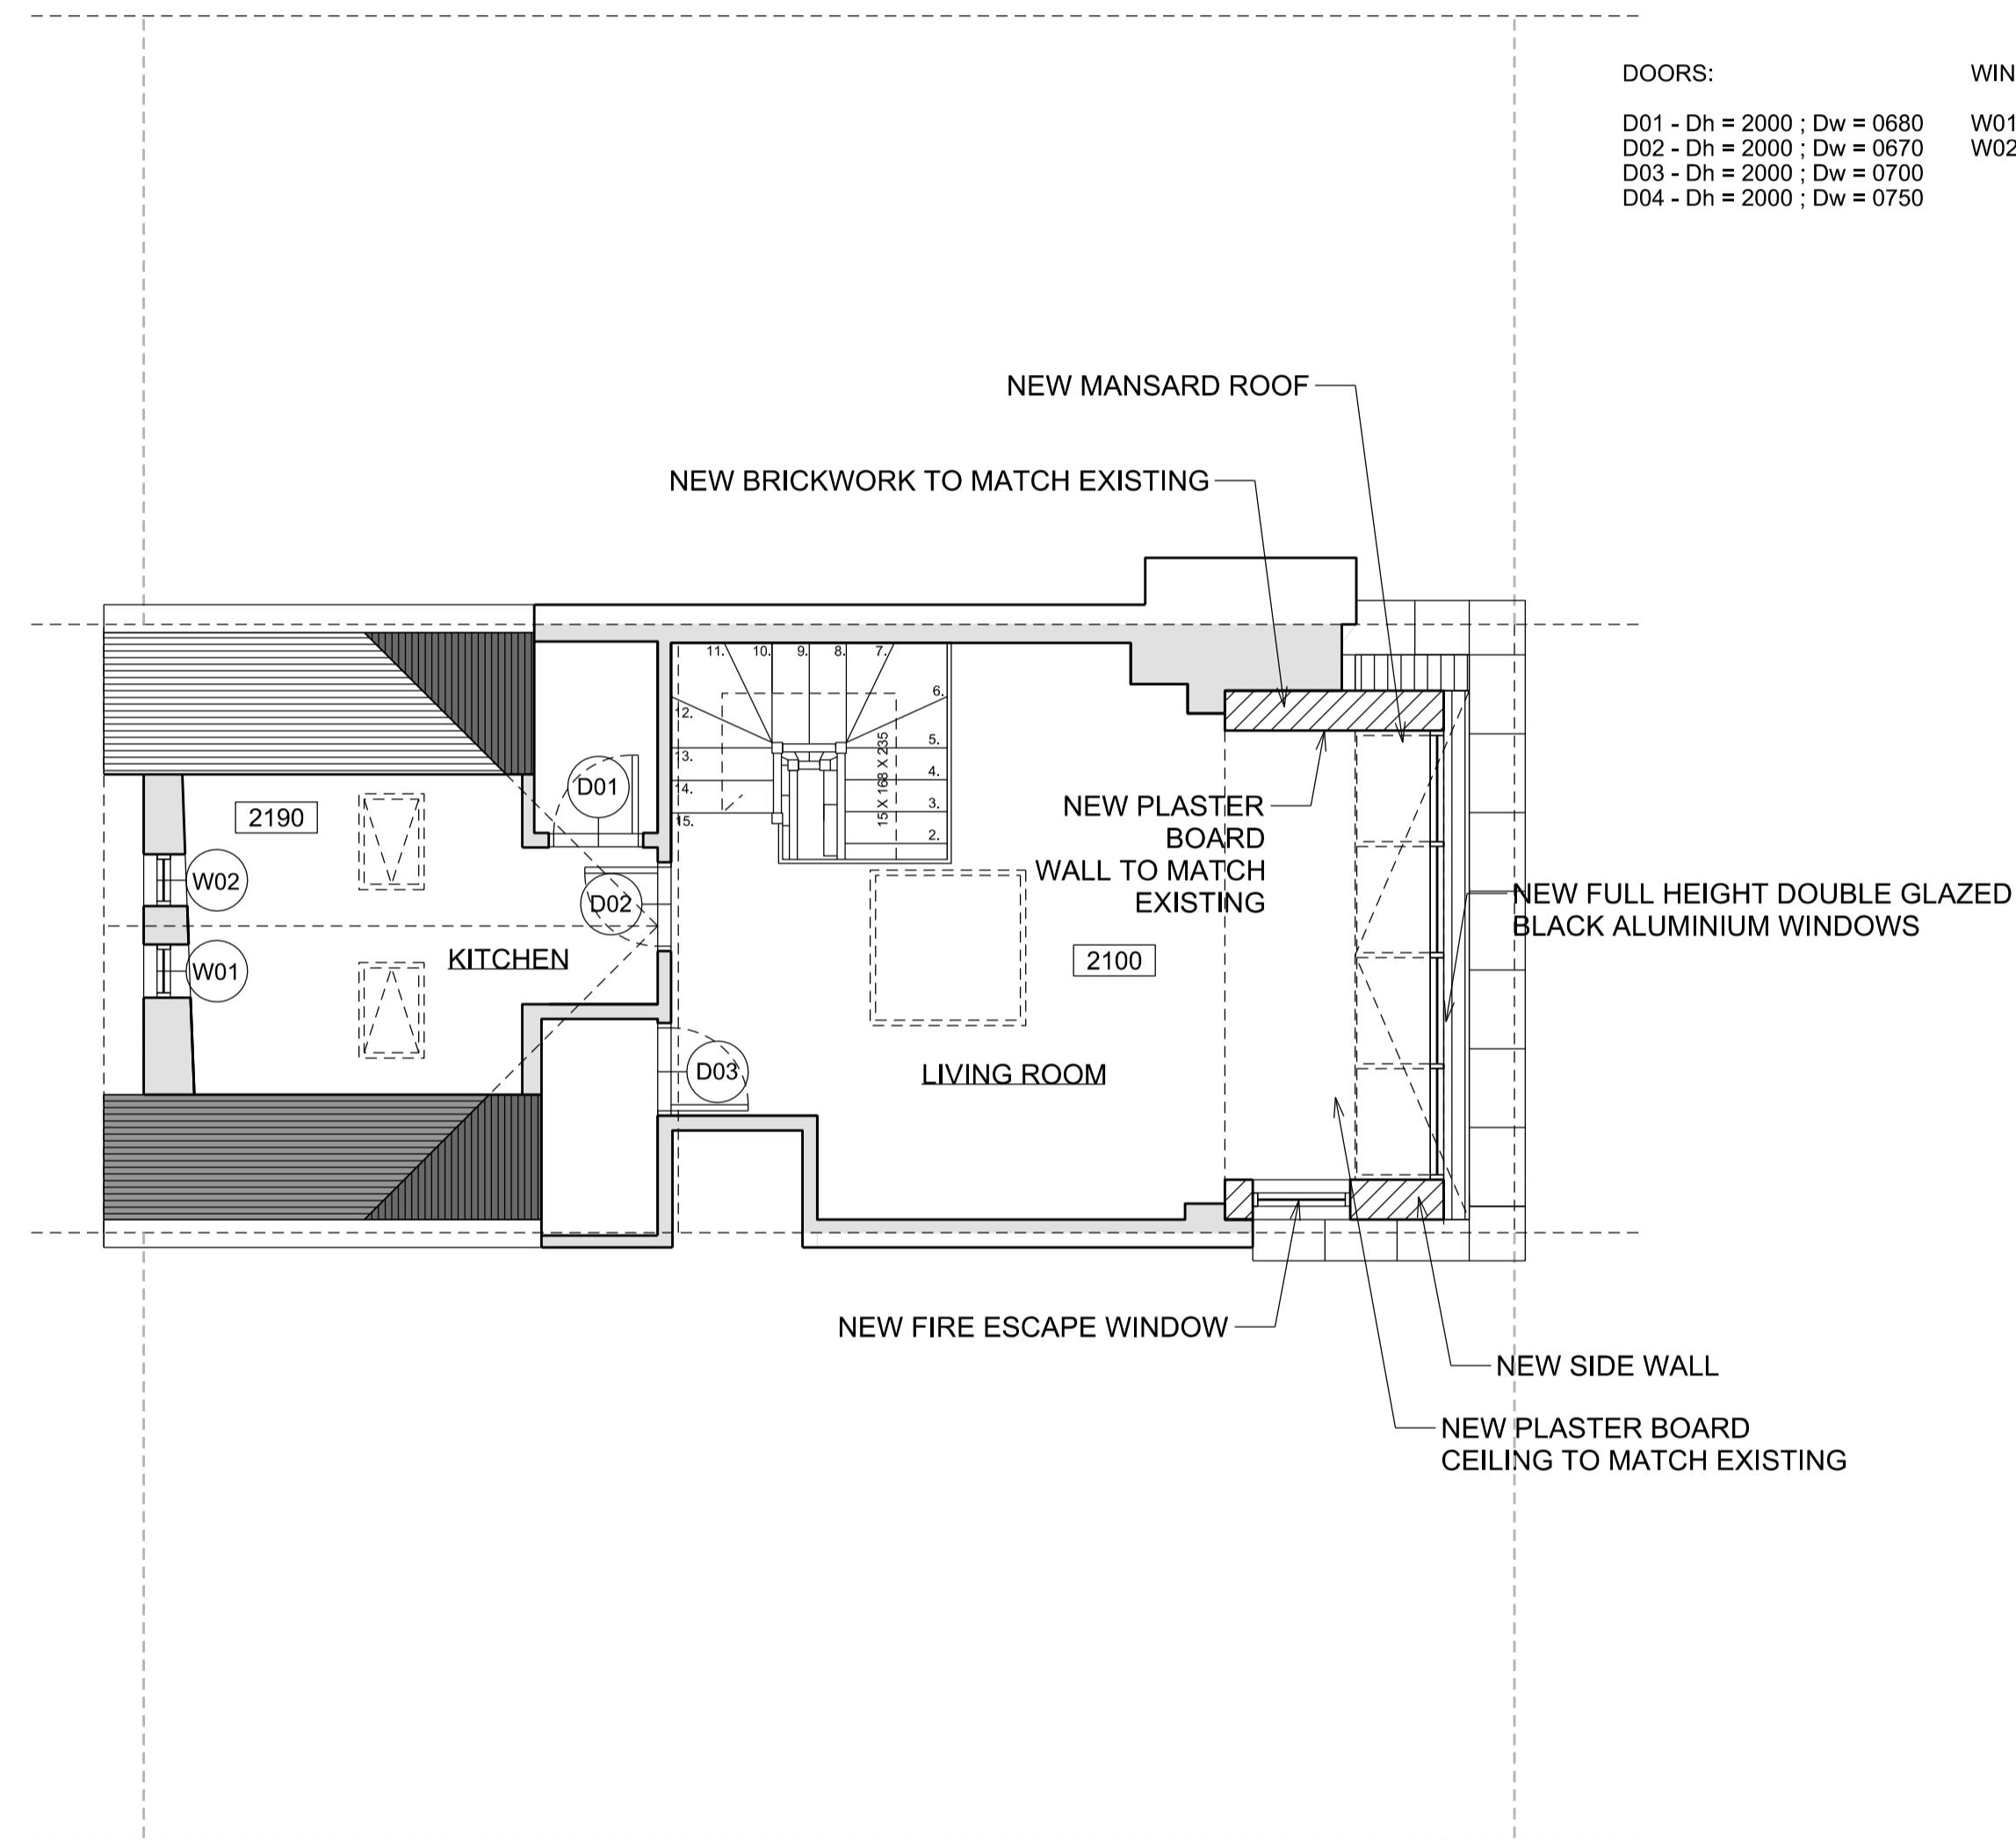 DOORS:
D01 - Dh = 2000 ; Dw = 0680
D02 - Dh = 2000 ; Dw = 0670
D03 - Dh = 2000 ; Dw = 0700
D04 - Dh = 2000 ; Dw = 0750
WIN
W01
W02
NEW MANSARD ROOF
NEW BRICKWORK TO MATCH EXISTING
11.
10.
9.
8.
7.
6.
12.
5.
13.
4.
14.
3.
15.
2.
15 X 168 X 235
D01
2190
NEW PLASTER
BOARD
WALL TO MATCH
EXISTING
W02
D02
NEW FULL HEIGHT DOUBLE GLAZED
BLACK ALUMINIUM WINDOWS
KITCHEN
2100
W01
D03
LIVING ROOM
NEW FIRE ESCAPE WINDOW
NEW SIDE WALL
NEW PLASTER BOARD
CEILING TO MATCH EXISTING